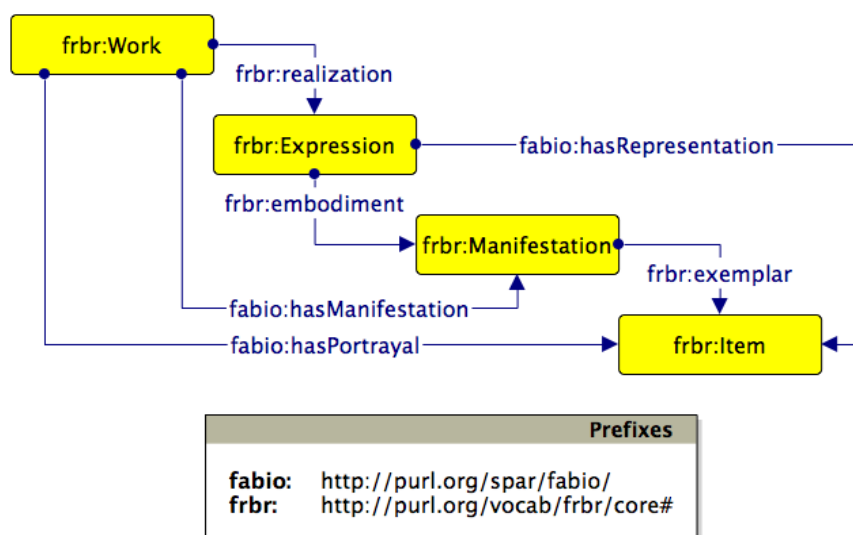 frbr:Work
frbr:realization
frbr:Expression
fabio:hasRepresentation
frbr:embodiment
frbr:Manifestation
frbr:exemplar
fabio:hasManifestation
fabio:hasPortrayal
frbr:Item
Prefixes
fabio: http://purl.org/spar/fabio/
frbr: http://purl.org/vocab/frbr/core#